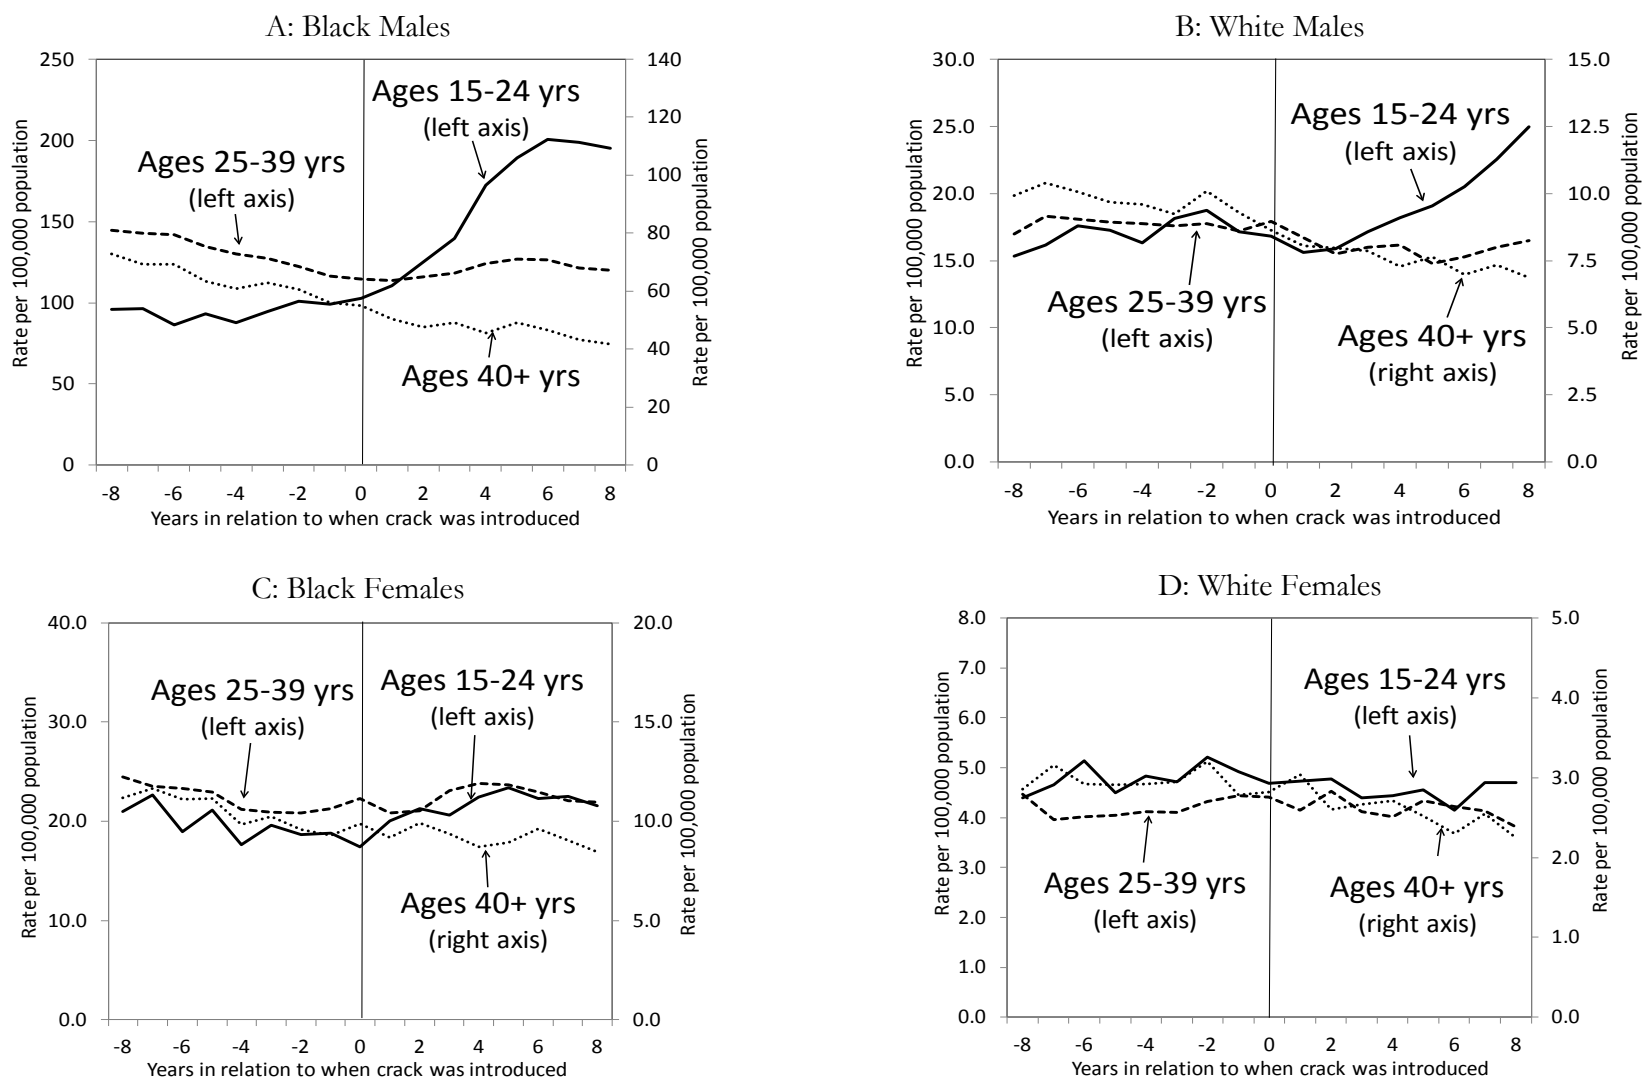 A: Black Males
250
200
150
100
50
0
Rate per 100,000 population
140
120
100
80
60
40
20
0
Rate per 100,000 population
Ages 15-24 yrs
(left axis)
Ages 25-39 yrs
(left axis)
Ages 40+ yrs
-8 -6 -4 -2 0 2 4 6 8
Years in relation to when crack was introduced
B: White Males
30.0
25.0
20.0
15.0
10.0
5.0
0.0
Rate per 100,000 population
15.0
12.5
10.0
7.5
5.0
2.5
0.0
Rate per 100,000 population
Ages 15-24 yrs
(left axis)
Ages 25-39 yrs
(left axis)
Ages 40+ yrs
(right axis)
-8 -6 -4 -2 0 2 4 6 8
Years in relation to when crack was introduced
C: Black Females
40.0
30.0
20.0
10.0
0.0
Rate per 100,000 population
20.0
15.0
10.0
5.0
0.0
Rate per 100,000 population
Ages 25-39 yrs
(left axis)
Ages 15-24 yrs
(left axis)
Ages 40+ yrs
(right axis)
-8 -6 -4 -2 0 2 4 6 8
Years in relation to when crack was introduced
D: White Females
8.0
7.0
6.0
5.0
4.0
3.0
2.0
1.0
0.0
Rate per 100,000 population
5.0
4.0
3.0
2.0
1.0
0.0
Rate per 100,000 population
Ages 15-24 yrs
(left axis)
Ages 25-39 yrs
(left axis)
Ages 40+ yrs
(right axis)
-8 -6 -4 -2 0 2 4 6 8
Years in relation to when crack was introduced